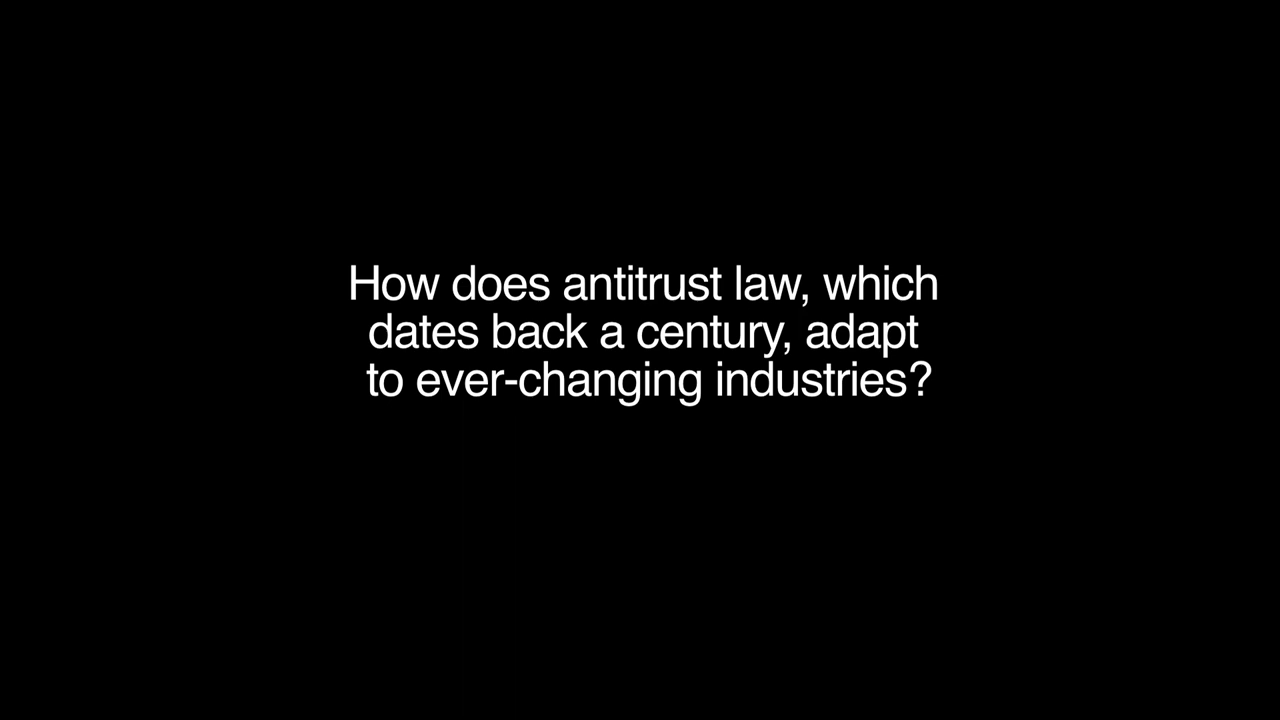 How does antitrust law, which
dates back a century, adapt
to ever-changing industries?